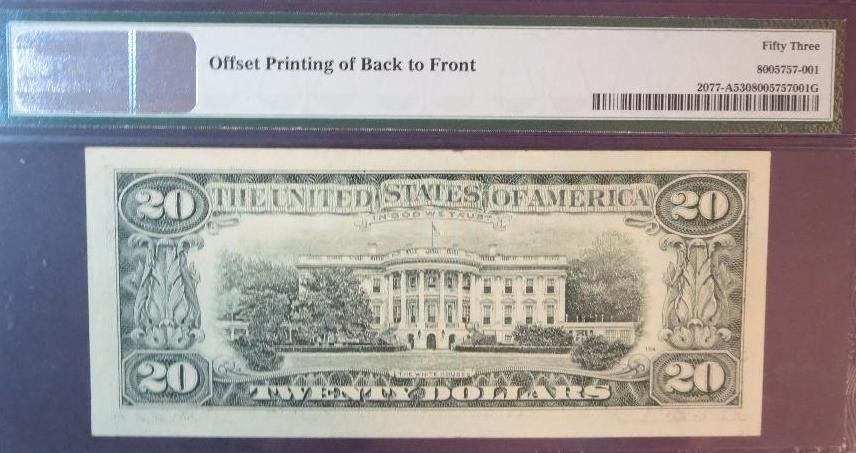 Offset Printing of Back to Front
Fifty Three
8005757-001
2077-A5308005757001G
20 THE UNITED STATES OF AMERICA 20
IN GOD WE TRUST
THE WHITE HOUSE
20 TWENTY DOLLARS 20